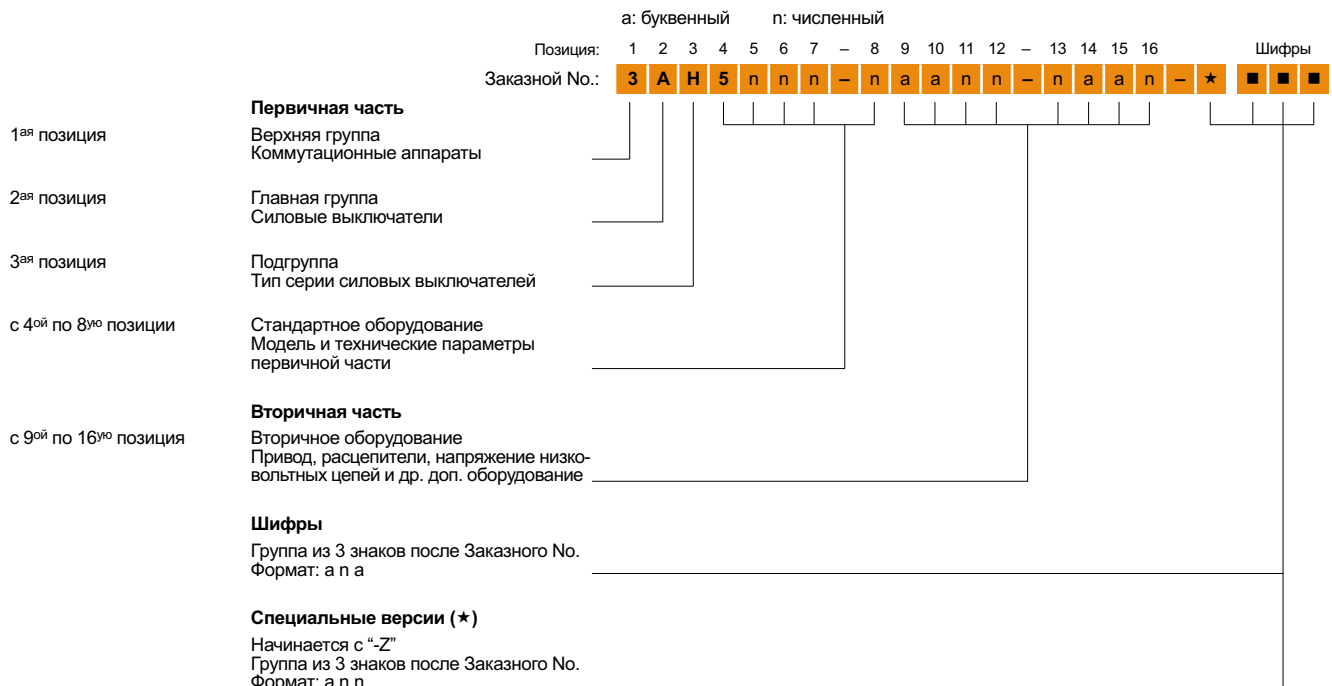 a: буквенный n: численный
Позиция: 1 2 3 4 5 6 7 – 8 9 10 11 12 – 13 14 15 16 Шифры
Заказной No.: 3 A H 5 n n n – n a a n n – n a a n – ★ ■ ■ ■
Первичная часть
1ая позиция Верхняя группа
Коммутационные аппараты
2ая позиция Главная группа
Силовые выключатели
3ая позиция Подгруппа
Тип серии силовых выключателей
с 4ой по 8ую позиции Стандартное оборудование
Модель и технические параметры
первичной части
Вторичная часть
с 9ой по 16ую позиция Вторичное оборудование
Привод, расцепители, напряжение низко-
вольтных цепей и др. доп. оборудование
Шифры
Группа из 3 знаков после Заказного No.
Формат: a n a
Специальные версии (★)
Начинается с “-Z”
Группа из 3 знаков после Заказного No.
Формат: a n n